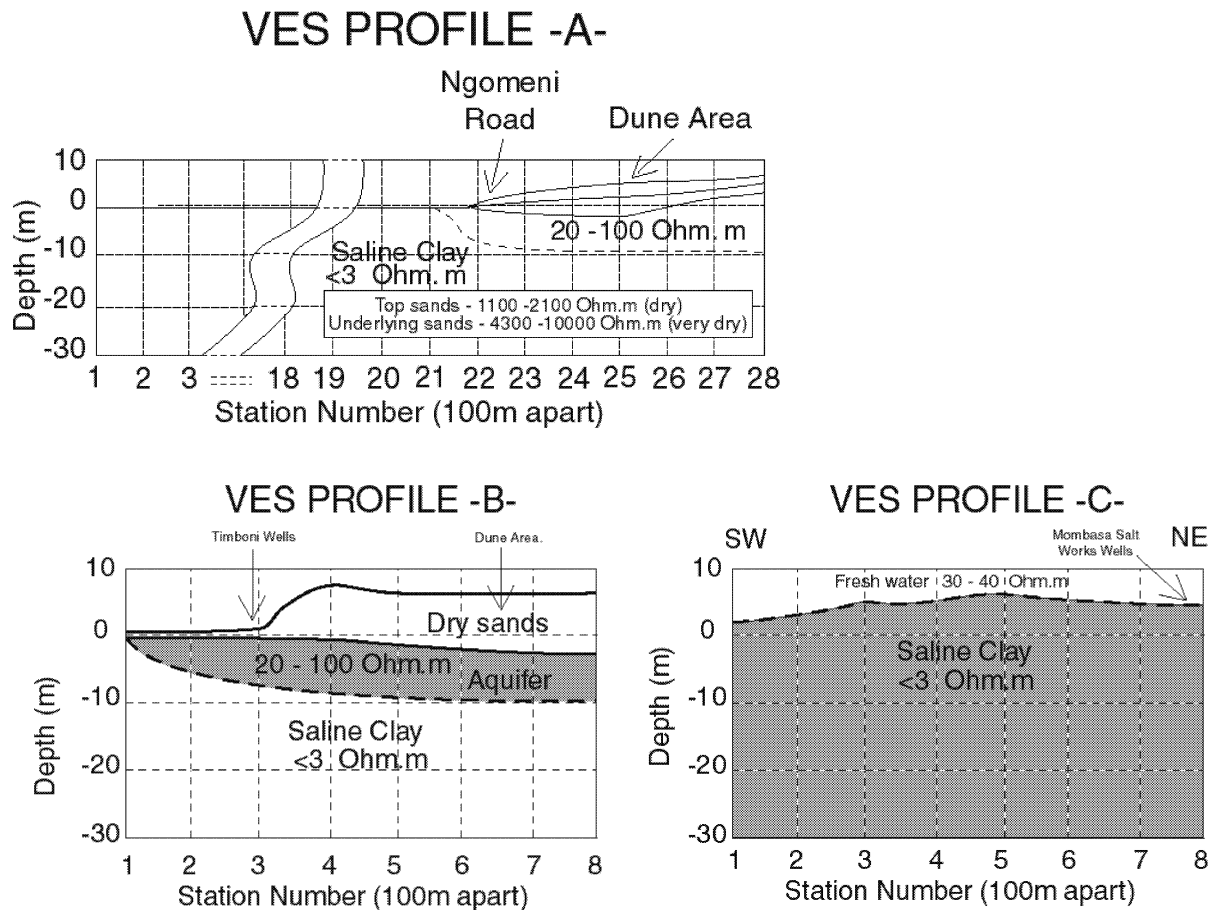 VES PROFILE -A-
Ngomeni
Road
Dune Area
10
0
-10
-20
-30
Depth (m)
20 -100 Ohm. m
Saline Clay
<3 Ohm. m
Top sands - 1100 -2100 Ohm.m (dry)
Underlying sands - 4300 -10000 Ohm.m (very dry)
1 2 3 18 19 20 21 22 23 24 25 26 27 28
Station Number (100m apart)
VES PROFILE -B-
Timboni Wells
Dune Area.
10
0
-10
-20
-30
Depth (m)
Dry sands
20 - 100 Ohm.m
Aquifer
Saline Clay
<3 Ohm.m
1 2 3 4 5 6 7 8
Station Number (100m apart)
VES PROFILE -C-
SW
Mombasa Salt
Works Wells
NE
10
0
-10
-20
-30
Depth (m)
Fresh water 30 - 40 Ohm.m
Saline Clay
<3 Ohm.m
1 2 3 4 5 6 7 8
Station Number (100m apart)